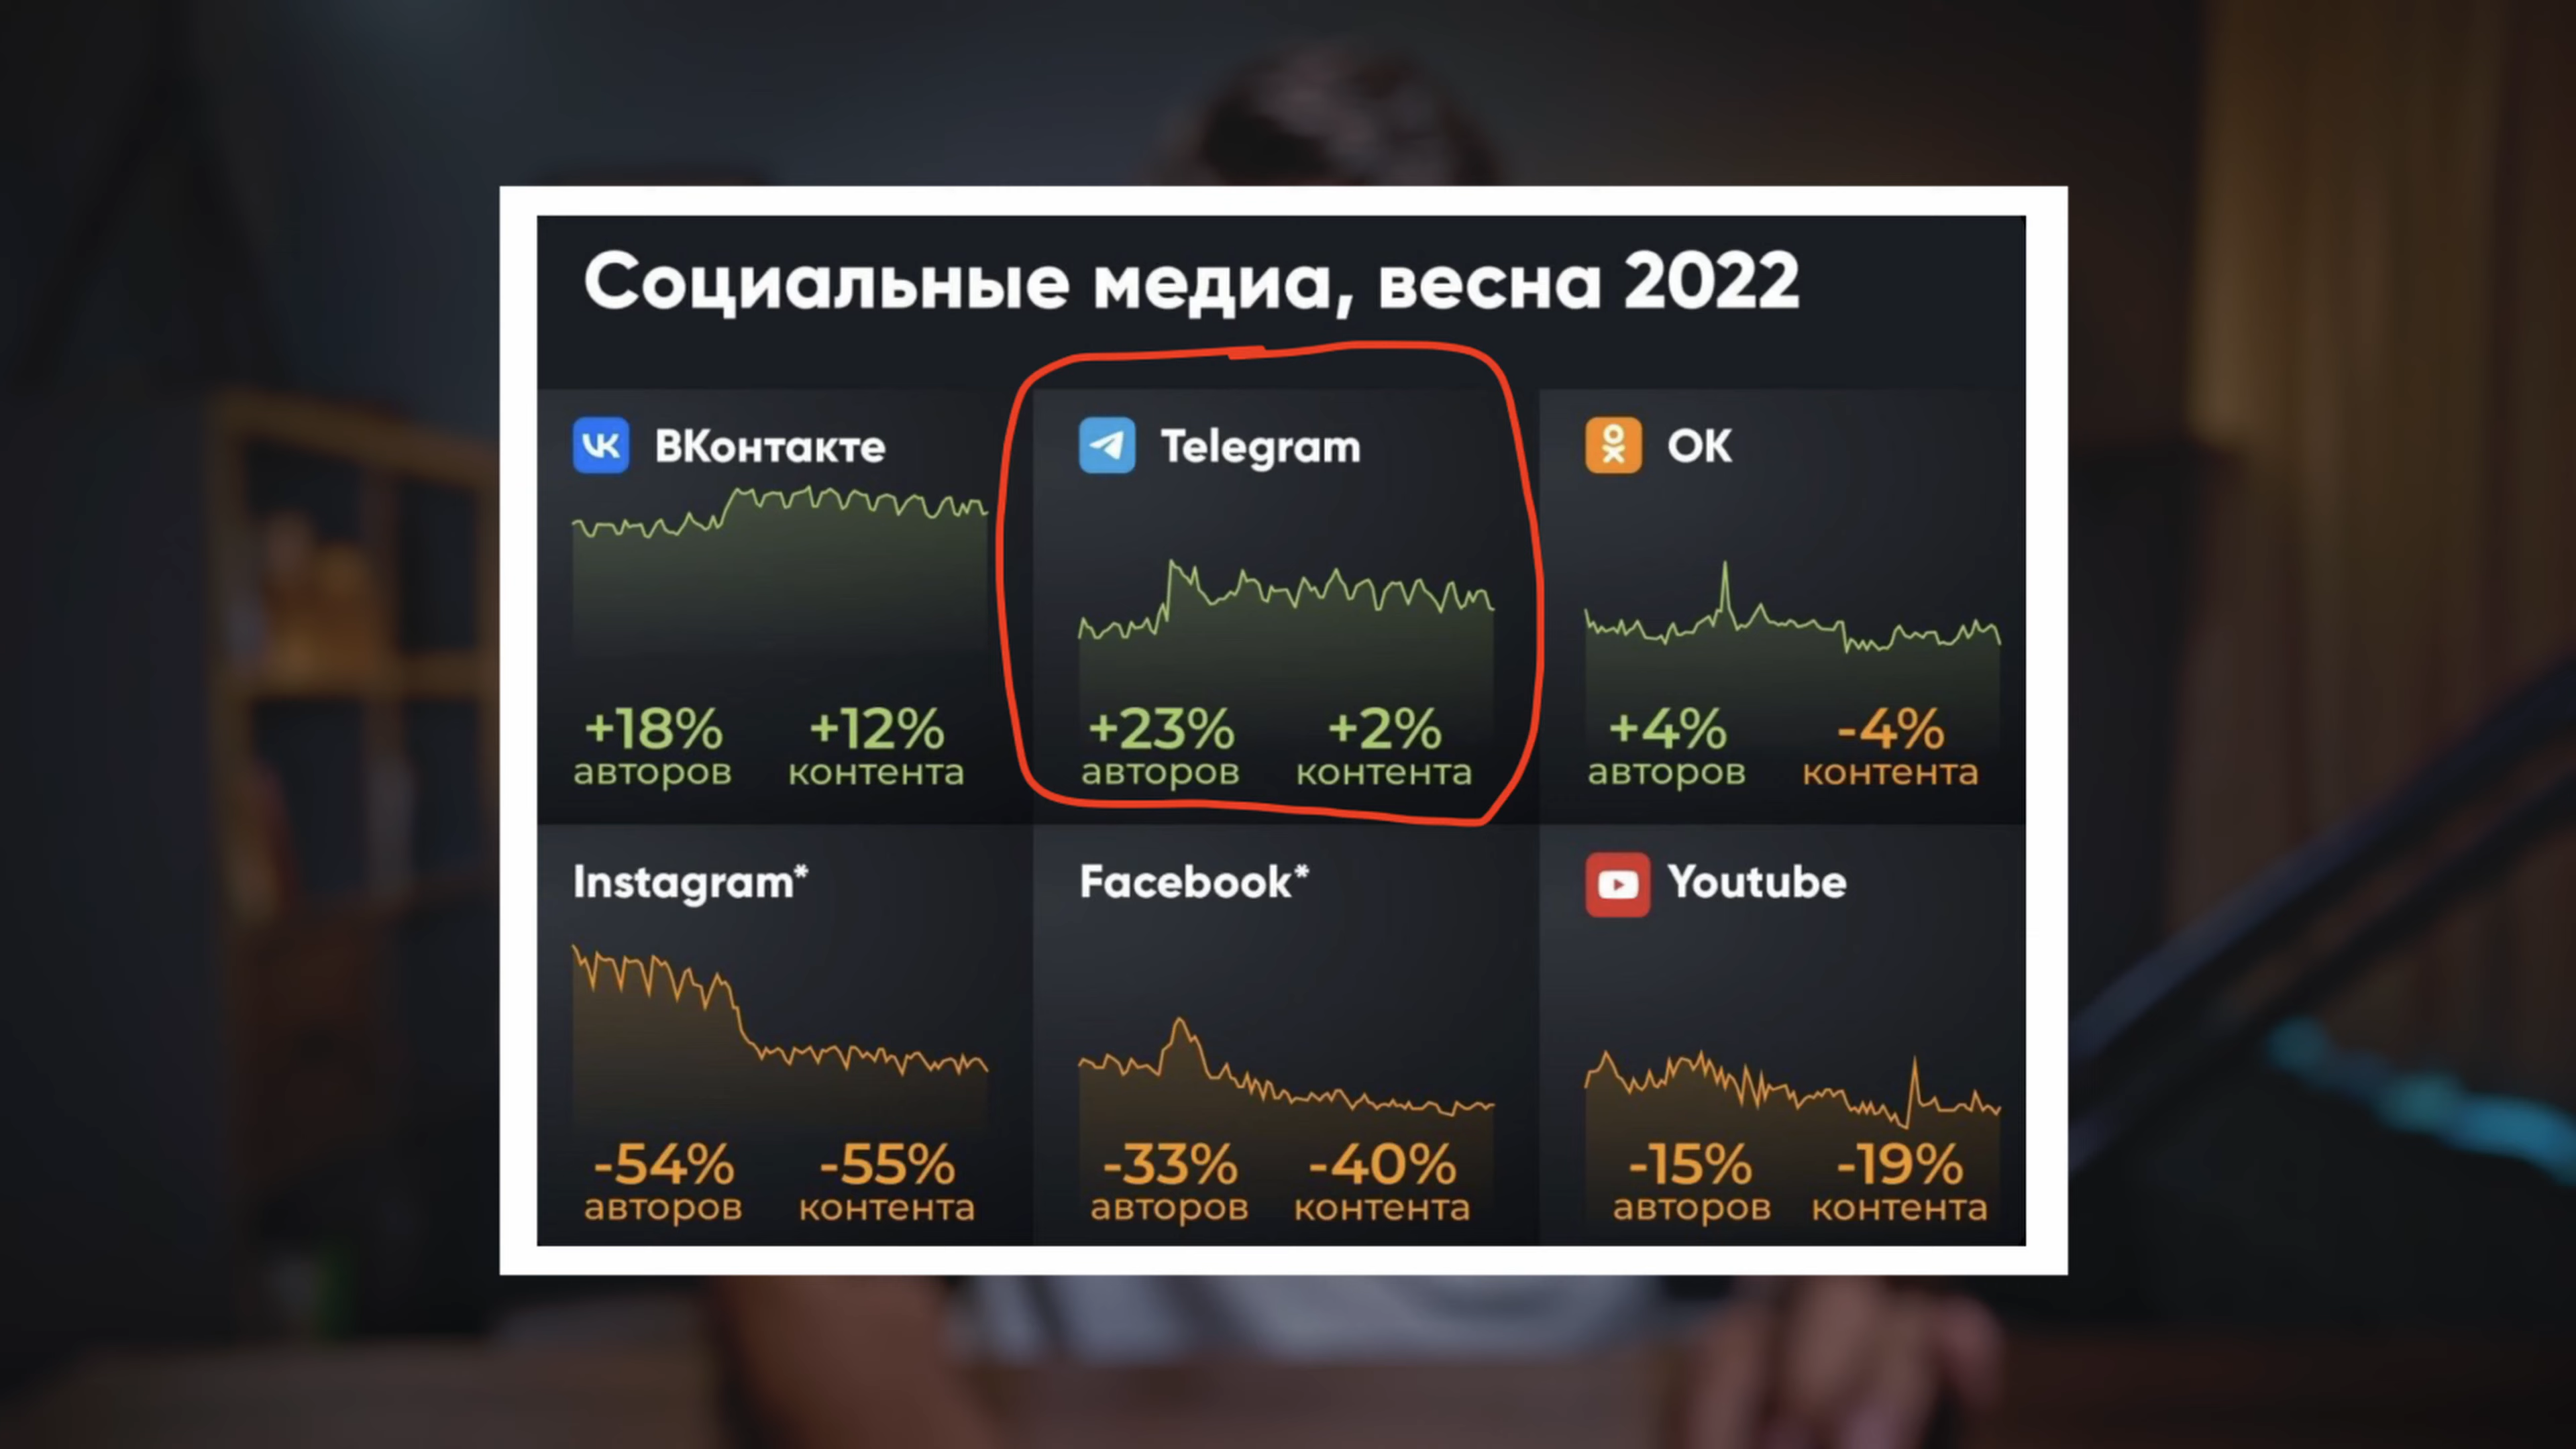 Социальные медиа, весна 2022
ВКонтакте
+18% +12%
авторов контента
Telegram
+23% +2%
авторов контента
ОК
+4% -4%
авторов контента
Instagram*
-54% -55%
авторов контента
Facebook*
-33% -40%
авторов контента
Youtube
-15% -19%
авторов контента